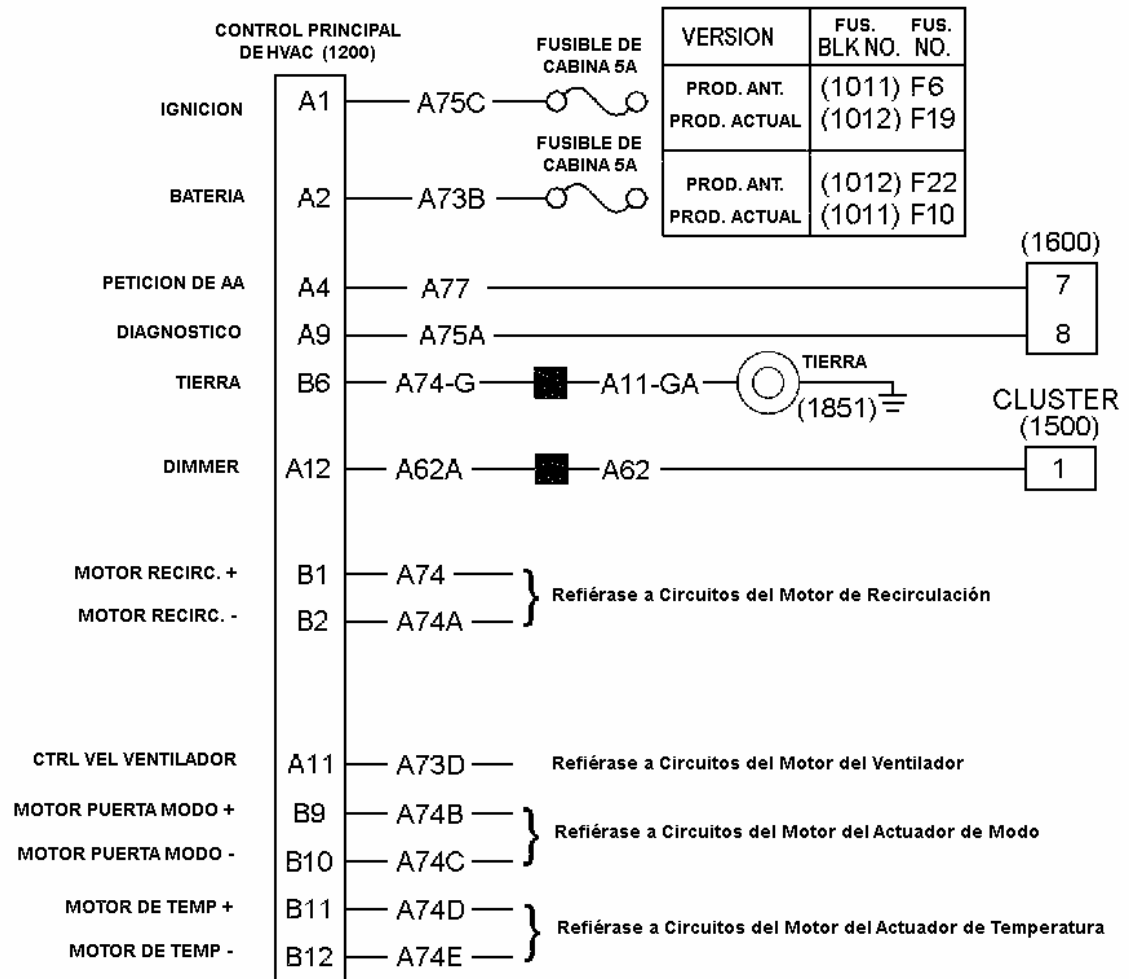 CONTROL PRINCIPAL
DE HVAC (1200)
FUSIBLE DE
CABINA 5A
VERSION FUS. BLK NO. FUS. NO.
IGNICION A1 A75C
PROD. ANT. (1011) F6
PROD. ACTUAL (1012) F19
FUSIBLE DE
CABINA 5A
BATERIA A2 A73B
PROD. ANT. (1012) F22
PROD. ACTUAL (1011) F10
(1600)
PETICION DE AA A4 A77 7
DIAGNOSTICO A9 A75A 8
TIERRA B6 A74-G A11-GA TIERRA
(1851)
CLUSTER
(1500)
DIMMER A12 A62A A62 1
MOTOR RECIRC. + B1 A74
Refiérase a Circuitos del Motor de Recirculación
MOTOR RECIRC. - B2 A74A
CTRL VEL VENTILADOR A11 A73D Refiérase a Circuitos del Motor del Ventilador
MOTOR PUERTA MODO + B9 A74B
Refiérase a Circuitos del Motor del Actuador de Modo
MOTOR PUERTA MODO - B10 A74C
MOTOR DE TEMP + B11 A74D
Refiérase a Circuitos del Motor del Actuador de Temperatura
MOTOR DE TEMP - B12 A74E